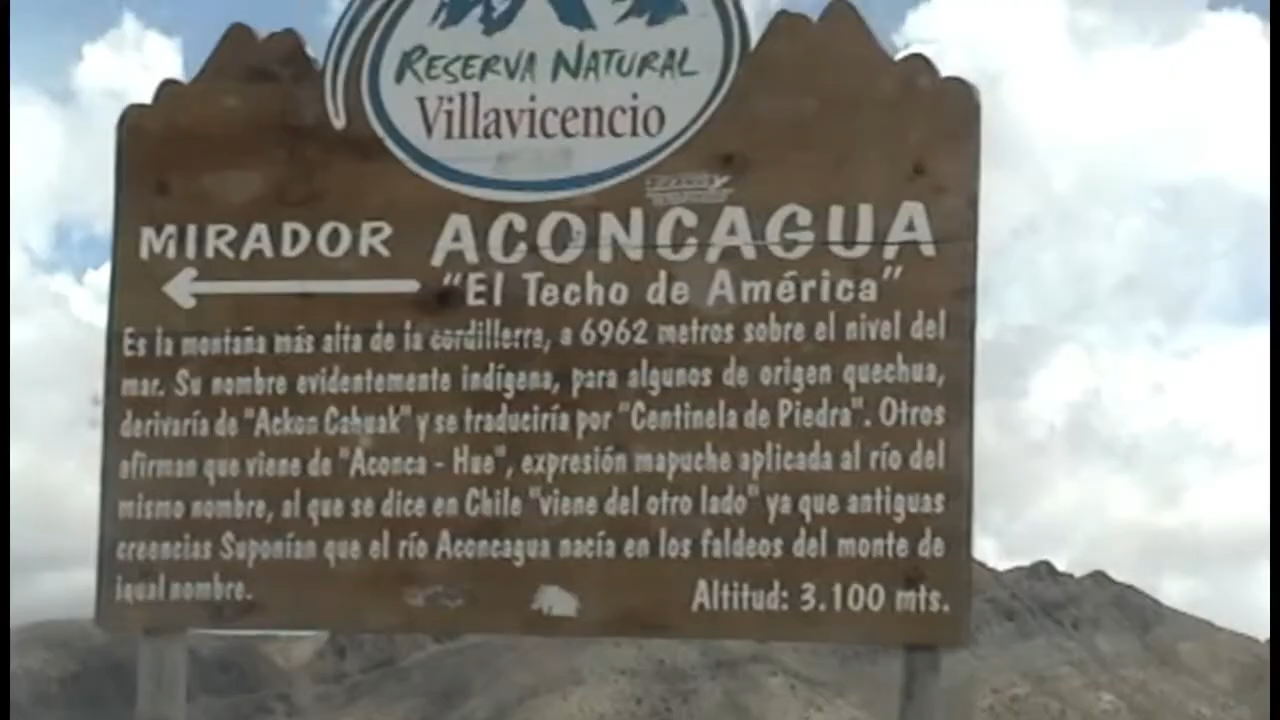 RESERVA NATURAL
Villavicencio
MIRADOR ACONCAGUA
"El Techo de América"
Es la montaña más alta de la cordillerra, a 6962 metros sobre el nivel del
mar. Su nombre evidentemente indígena, para algunos de origen quechua,
derivaría de "Ackon Cahuak" y se traduciría por "Centinela de Piedra". Otros
afirman que viene de "Aconca - Hue", expresión mapuche aplicada al río del
mismo nombre, al que se dice en Chile "viene del otro lado" ya que antiguas
creencias Suponían que el río Aconcagua nacía en los faldeos del monte de
igual nombre.
Altitud: 3.100 mts.